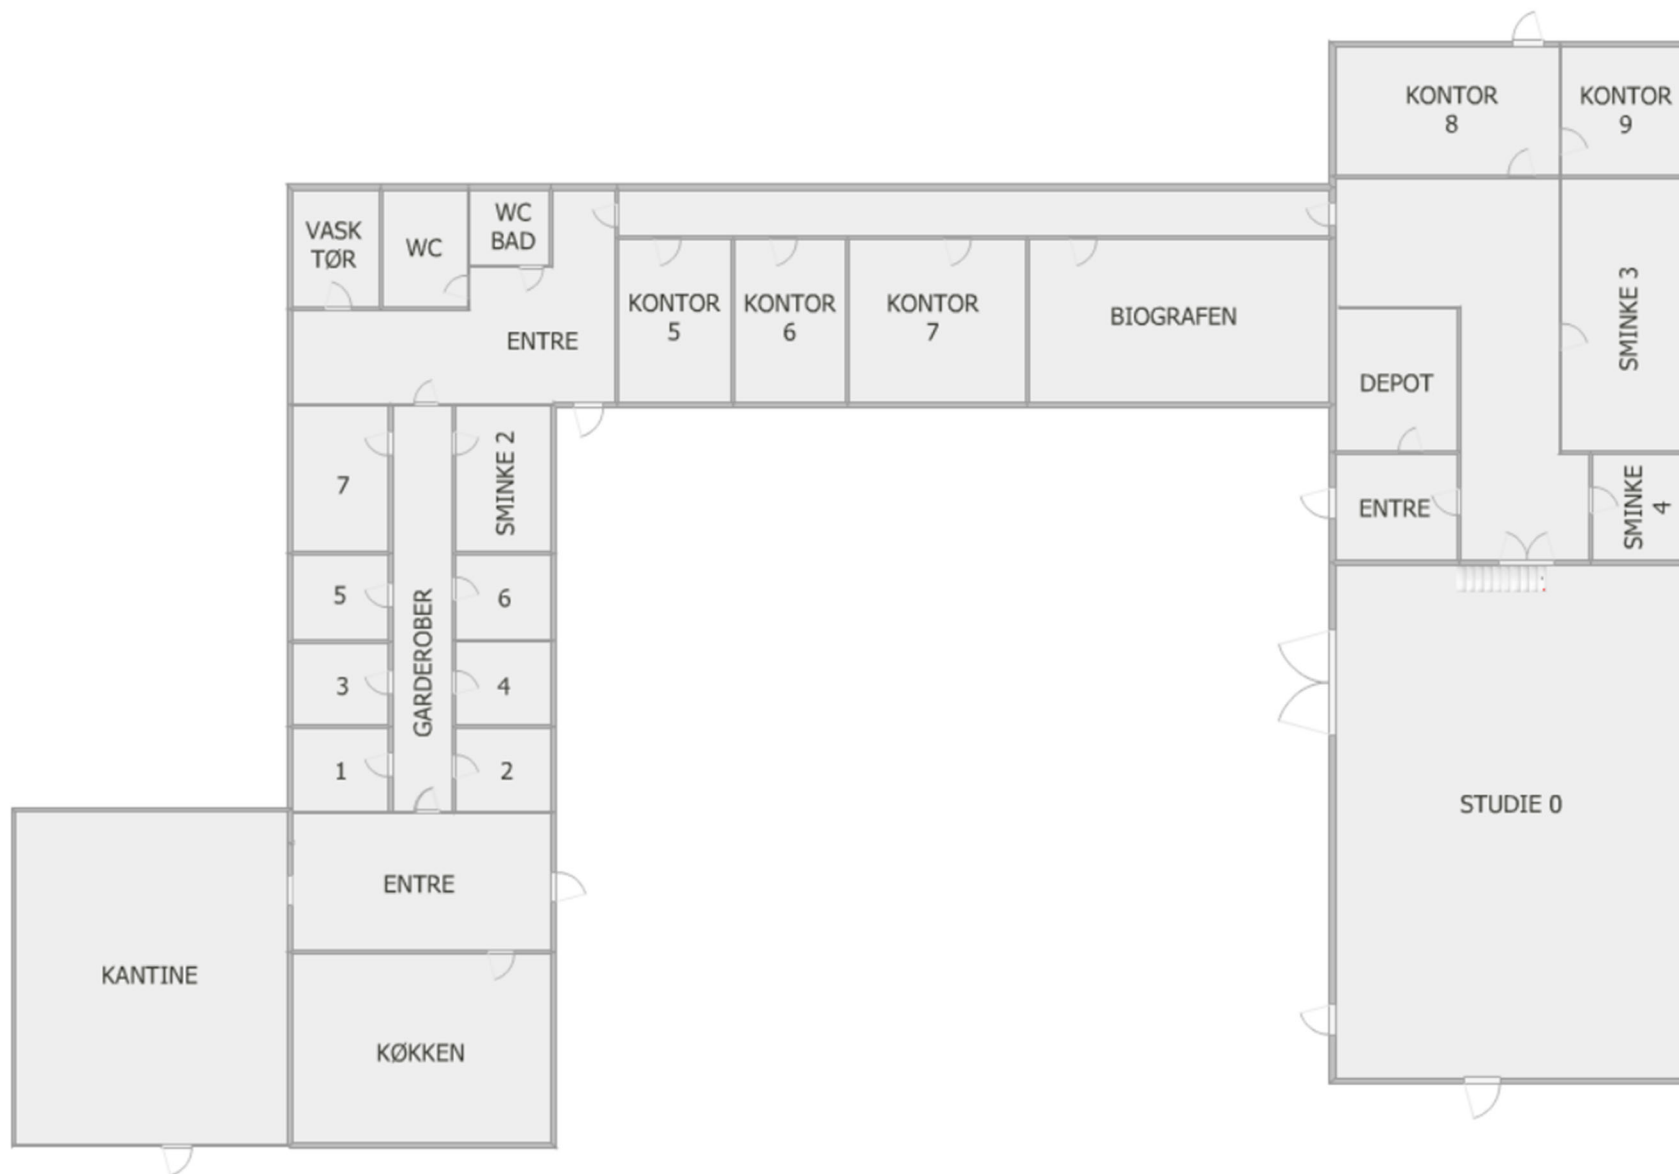 KONTOR
8
KONTOR
9
VASK
TØR
WC
WC
BAD
ENTRE
KONTOR
5
KONTOR
6
KONTOR
7
BIOGRAFEN
SMINKE 3
DEPOT
ENTRE
SMINKE
4
7
SMINKE 2
5
6
GARDEROBER
3
4
1
2
STUDIE 0
ENTRE
KANTINE
KØKKEN